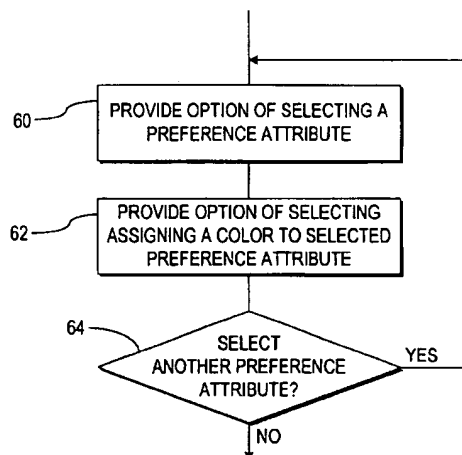 60
PROVIDE OPTION OF SELECTING A
PREFERENCE ATTRIBUTE
62
PROVIDE OPTION OF SELECTING
ASSIGNING A COLOR TO SELECTED
PREFERENCE ATTRIBUTE
64
SELECT
ANOTHER PREFERENCE
ATTRIBUTE?
YES
NO